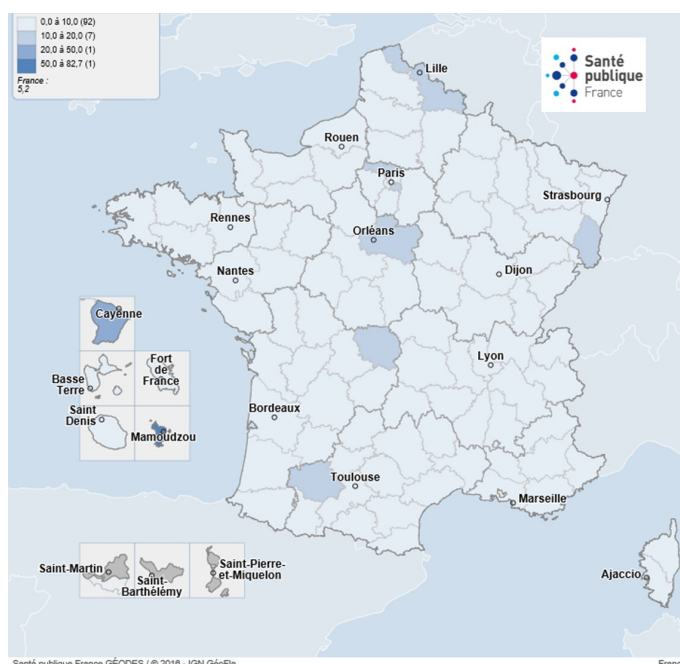 0,0 à 10,0 (92)
10,0 à 20,0 (7)
20,0 à 50,0 (1)
50,0 à 82,7 (1)
France :
5,2
Santé
publique
France
Lille
Rouen
Paris
Strasbourg
Rennes
Orléans
Nantes
Dijon
Cayenne
Lyon
Basse
Terre
Fort
de
France
Saint
Denis
Mamoudzou
Bordeaux
Toulouse
Marseille
Saint-Martin
Saint-
Barthélémy
Saint-Pierre-
et-Miquelon
Ajaccio
Santé publique France GÉODES / © 2016 - IGN GéoFla